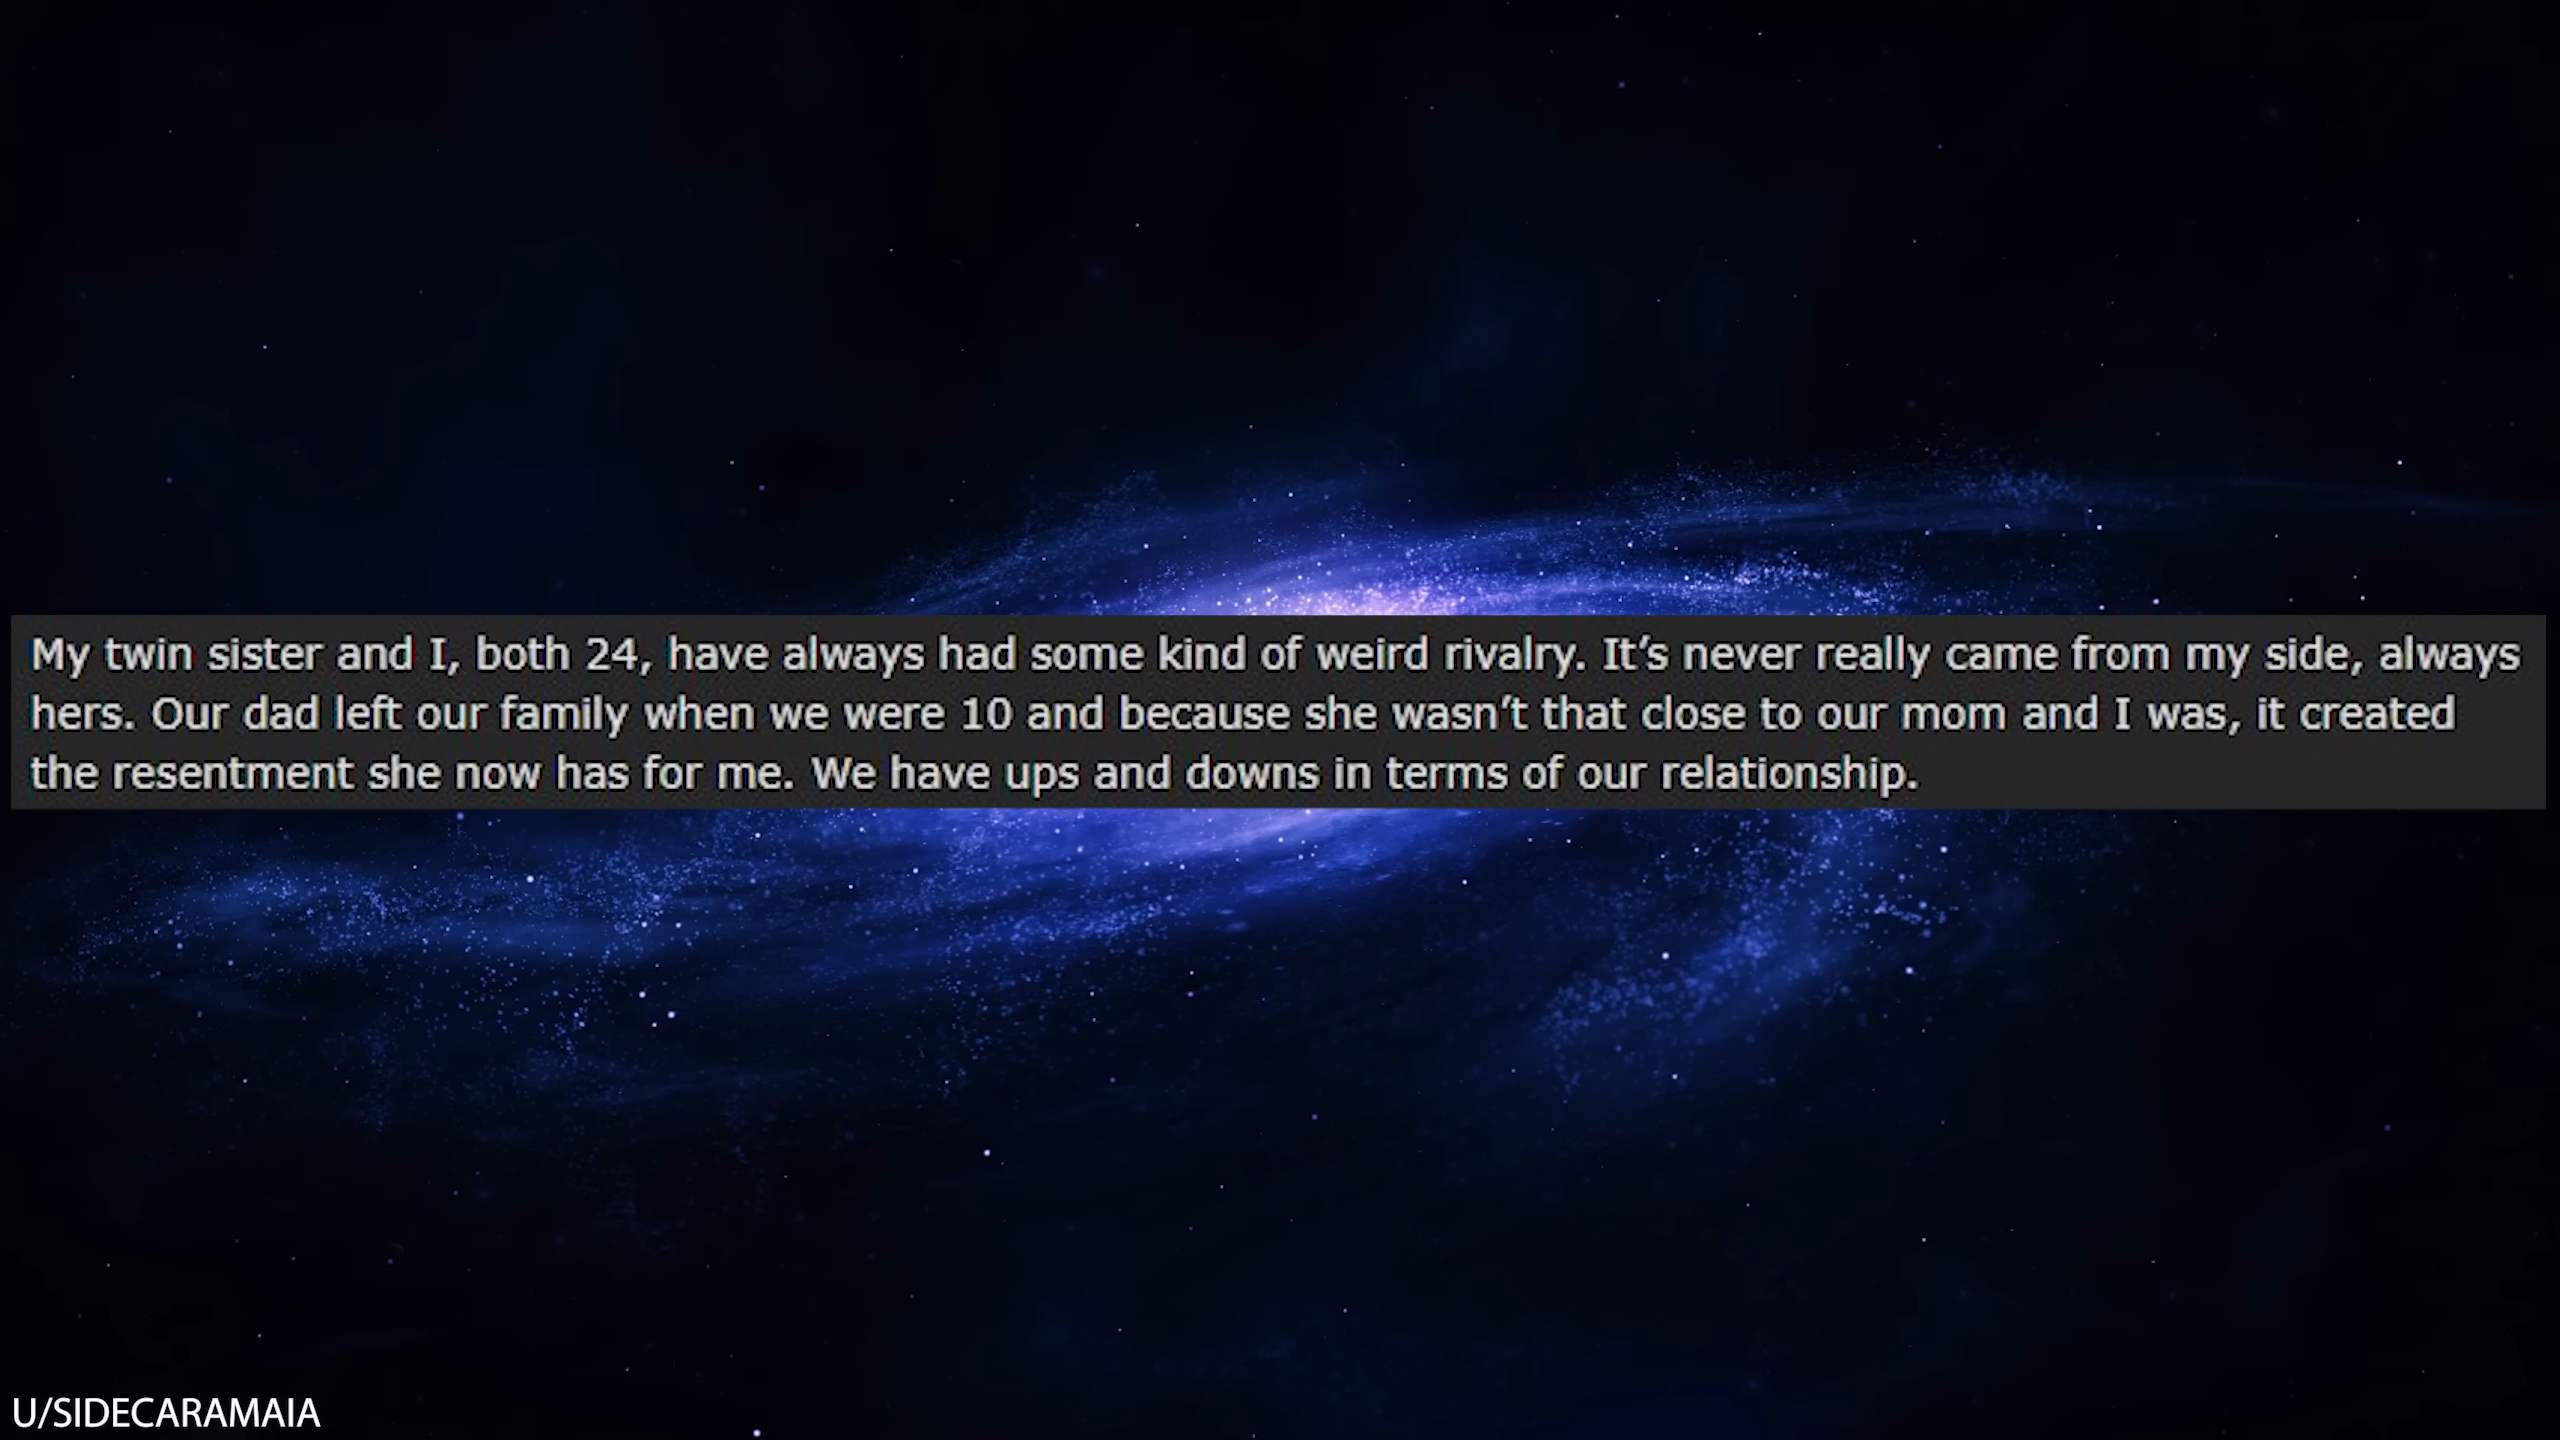 My twin sister and I, both 24, have always had some kind of weird rivalry. It’s never really came from my side, always
hers. Our dad left our family when we were 10 and because she wasn’t that close to our mom and I was, it created
the resentment she now has for me. We have ups and downs in terms of our relationship.
U/SIDECARAMAIA